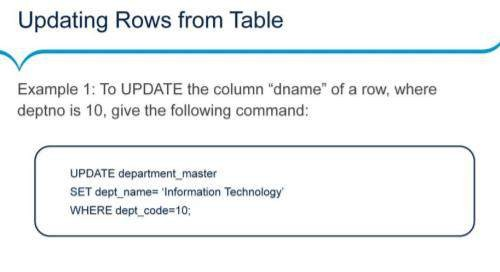 Updating Rows from Table
Example 1: To UPDATE the column “dname” of a row, where
deptno is 10, give the following command:
UPDATE department_master
SET dept_name= ‘Information Technology’
WHERE dept_code=10;